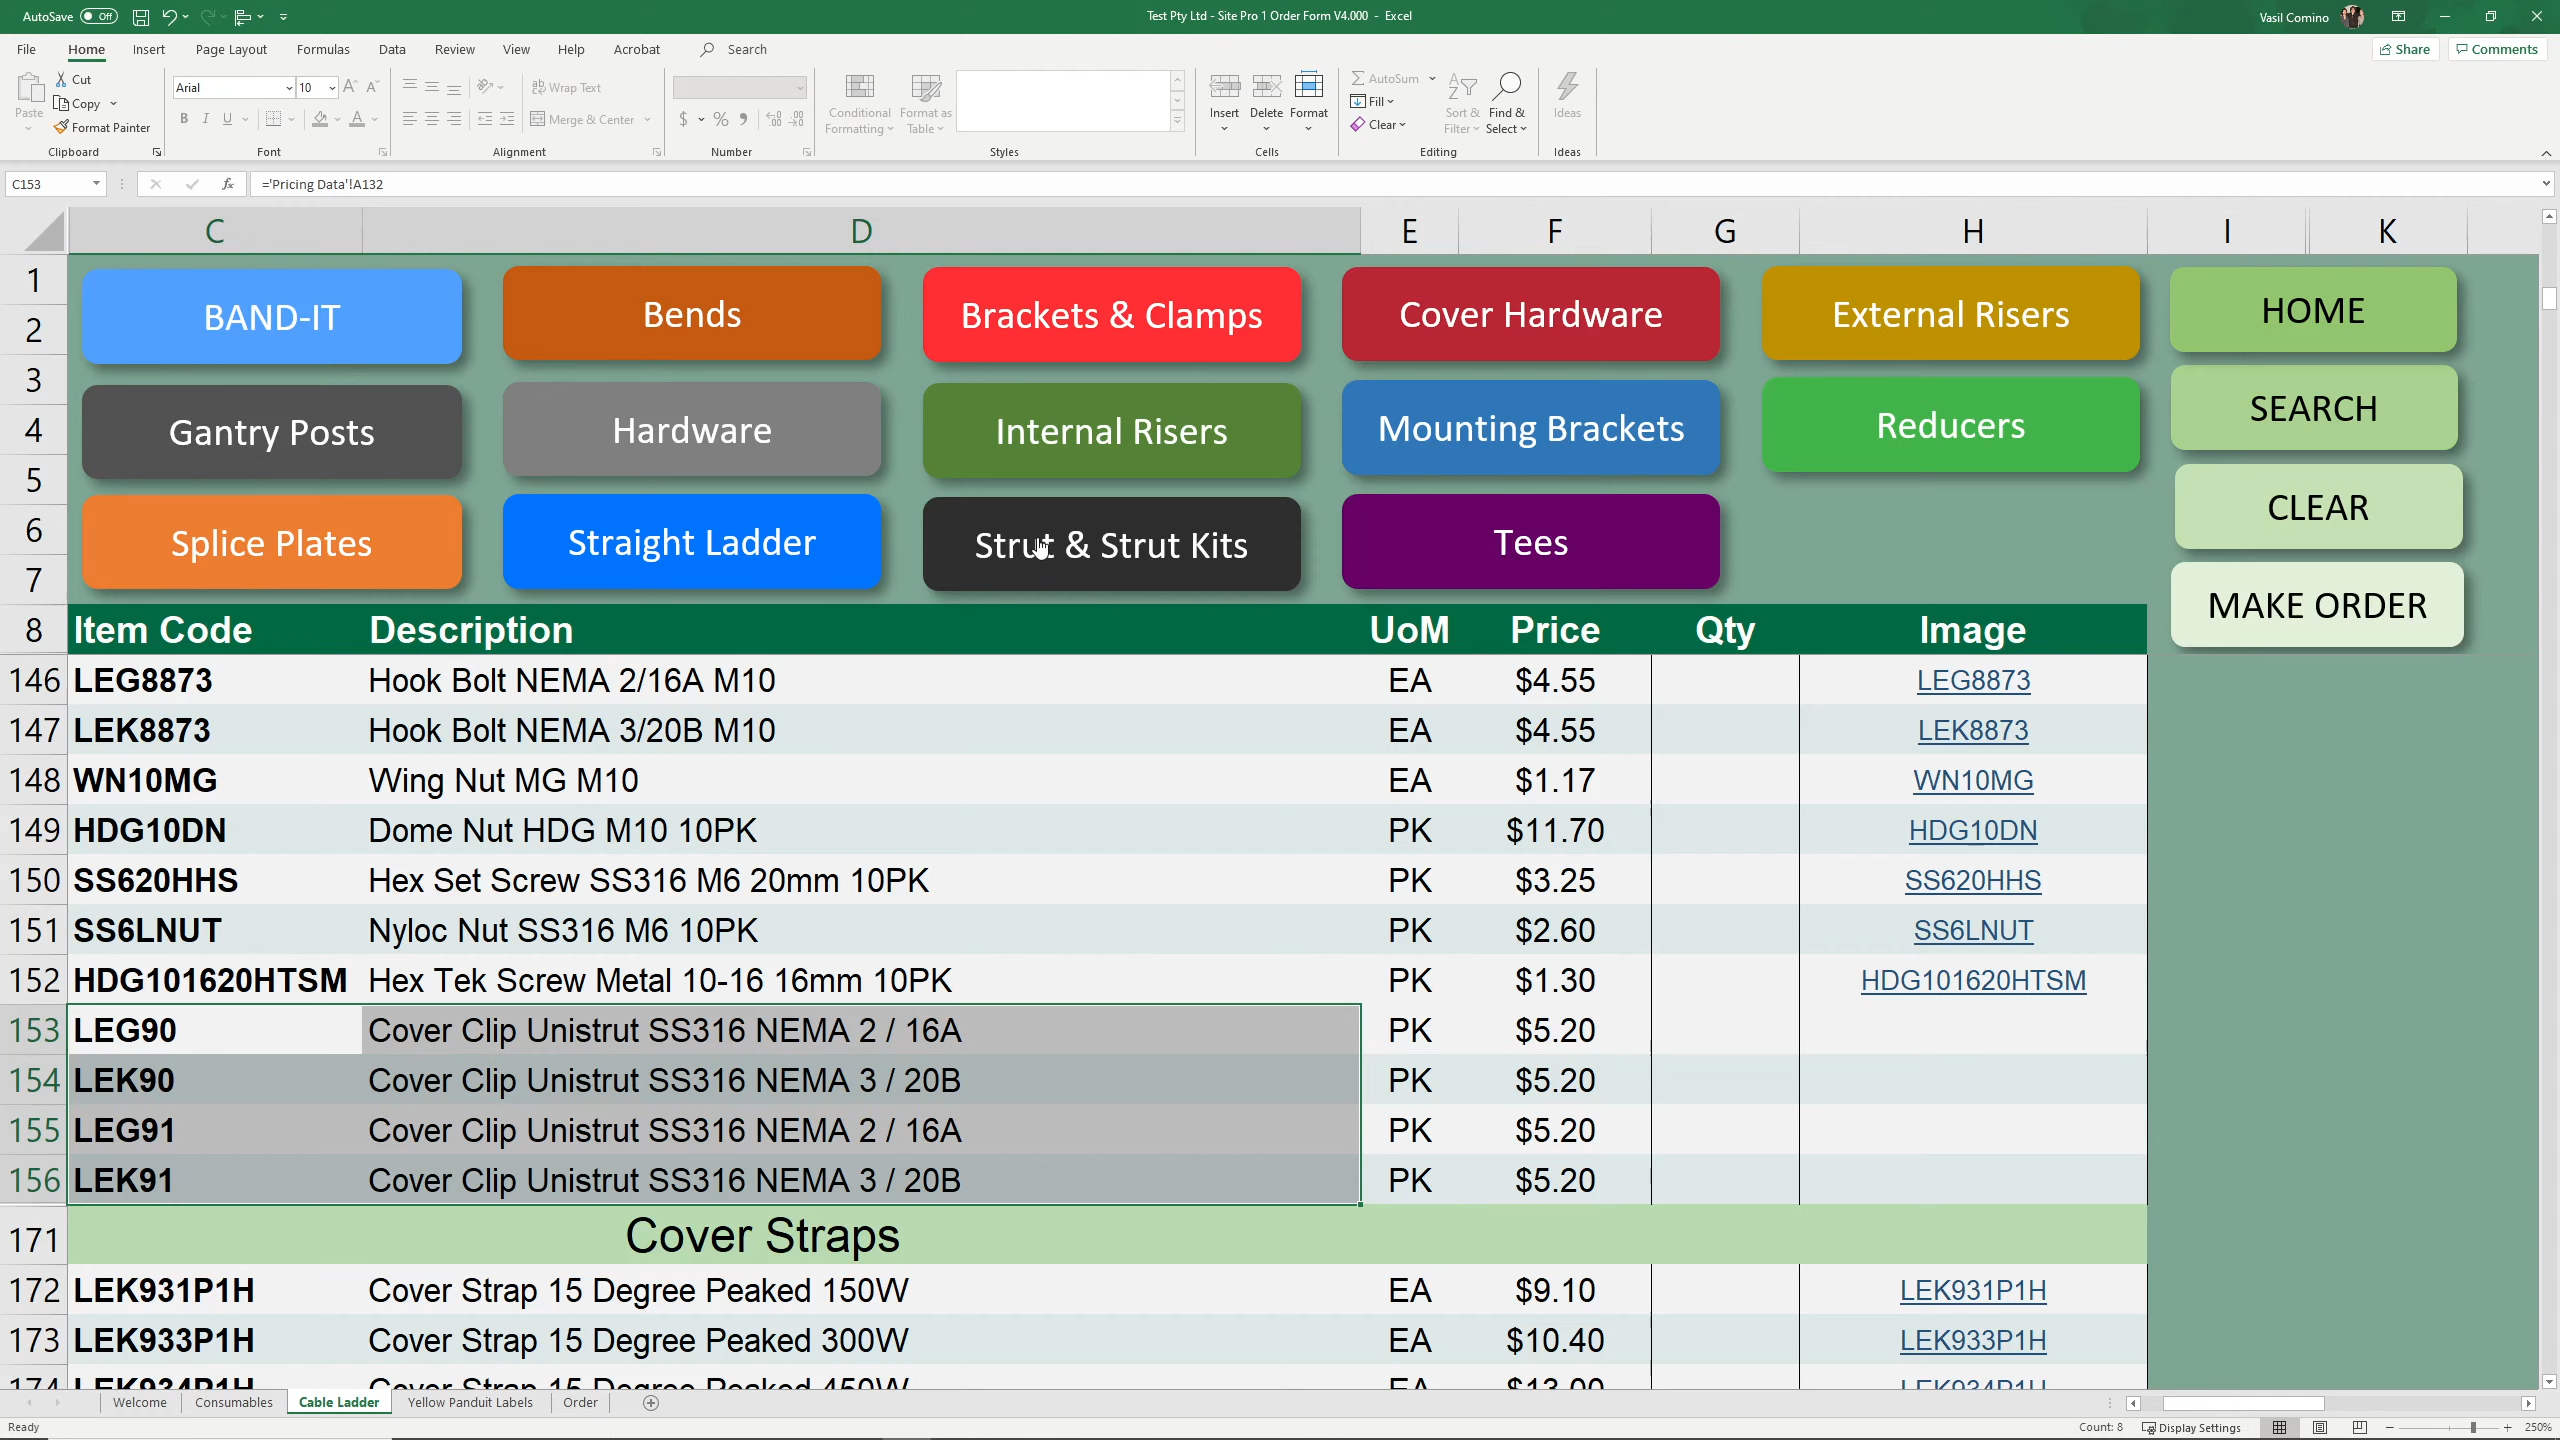 AutoSave Off Test Pty Ltd - Site Pro 1 Order Form V4.000 - Excel Vasil Comino
File Home Insert Page Layout Formulas Data Review View Help Acrobat Search Share Comments
Paste Cut Copy Format Painter Clipboard
Arial 10 B I U Font
Wrap Text Merge & Center Alignment
$ % Number
Conditional Formatting Format as Table Styles
Insert Delete Format Cells
AutoSum Fill Clear Sort & Filter Find & Select Editing
Ideas Ideas
C153 fx ='Pricing Data'!A132
C D E F G H I K
1
2
3
4
5
6
7
BAND-IT Bends Brackets & Clamps Cover Hardware External Risers HOME
Gantry Posts Hardware Internal Risers Mounting Brackets Reducers SEARCH
Splice Plates Straight Ladder Strut & Strut Kits Tees CLEAR
MAKE ORDER
8 Item Code Description UoM Price Qty Image
146 LEG8873 Hook Bolt NEMA 2/16A M10 EA $4.55 LEG8873
147 LEK8873 Hook Bolt NEMA 3/20B M10 EA $4.55 LEK8873
148 WN10MG Wing Nut MG M10 EA $1.17 WN10MG
149 HDG10DN Dome Nut HDG M10 10PK PK $11.70 HDG10DN
150 SS620HHS Hex Set Screw SS316 M6 20mm 10PK PK $3.25 SS620HHS
151 SS6LNUT Nyloc Nut SS316 M6 10PK PK $2.60 SS6LNUT
152 HDG101620HTSM Hex Tek Screw Metal 10-16 16mm 10PK PK $1.30 HDG101620HTSM
153 LEG90 Cover Clip Unistrut SS316 NEMA 2 / 16A PK $5.20
154 LEK90 Cover Clip Unistrut SS316 NEMA 3 / 20B PK $5.20
155 LEG91 Cover Clip Unistrut SS316 NEMA 2 / 16A PK $5.20
156 LEK91 Cover Clip Unistrut SS316 NEMA 3 / 20B PK $5.20
171 Cover Straps
172 LEK931P1H Cover Strap 15 Degree Peaked 150W EA $9.10 LEK931P1H
173 LEK933P1H Cover Strap 15 Degree Peaked 300W EA $10.40 LEK933P1H
174 LEK934P1H Cover Strap 15 Degree Peaked 450W EA $13.00 LEK934P1H
Welcome Consumables Cable Ladder Yellow Panduit Labels Order
Ready Count: 8 Display Settings 250%